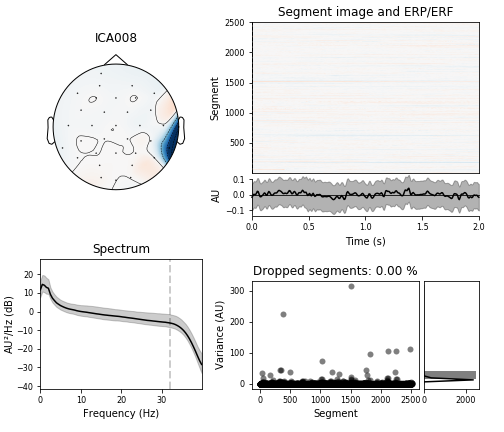 ICA008
Segment image and ERP/ERF
2500
2000
1500
1000
500
Segment
0.1
0.0
−0.1
AU
0.0 0.5 1.0 1.5 2.0
Time (s)
Spectrum
20
10
0
−10
−20
−30
−40
AU²/Hz (dB)
0 10 20 30
Frequency (Hz)
Dropped segments: 0.00 %
300
200
100
0
Variance (AU)
0 500 1000 1500 2000 2500
Segment
0 2000